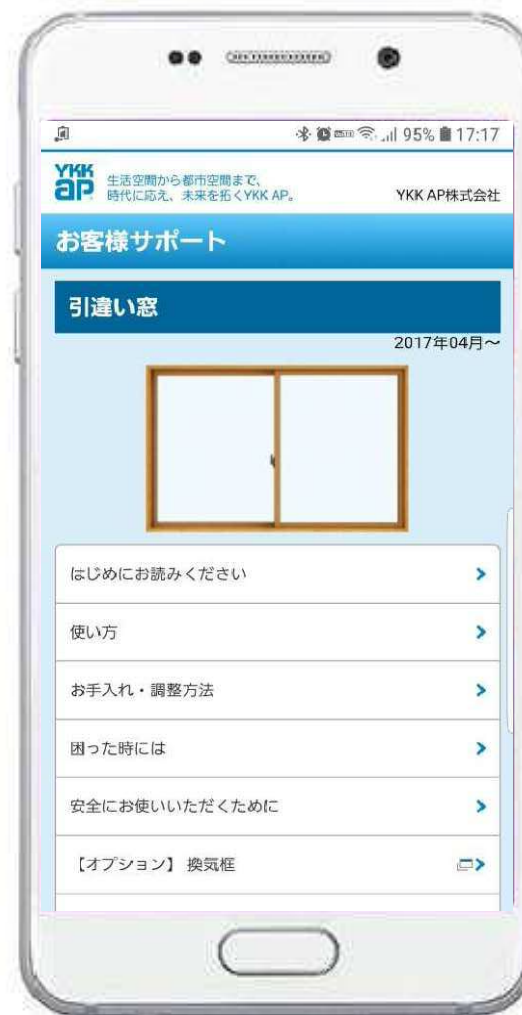 95% 17:17
YKK
ap
生活空間から都市空間まで、
時代に応え、未来を拓くYKK AP。
YKK AP株式会社
お客様サポート
引違い窓
2017年04月～
はじめにお読みください
使い方
お手入れ・調整方法
困った時には
安全にお使いいただくために
【オプション】 換気框